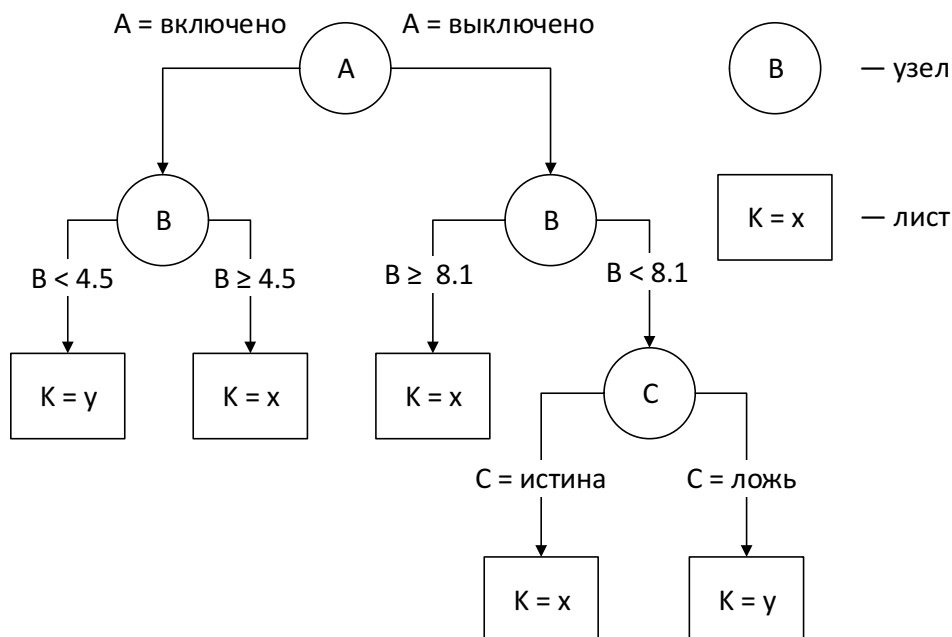 A = включено
A = выключено
A
B
— узел
B
B
K = x
— лист
B < 4.5
B ≥ 4.5
B ≥ 8.1
B < 8.1
K = y
K = x
K = x
C
C = истина
C = ложь
K = x
K = y